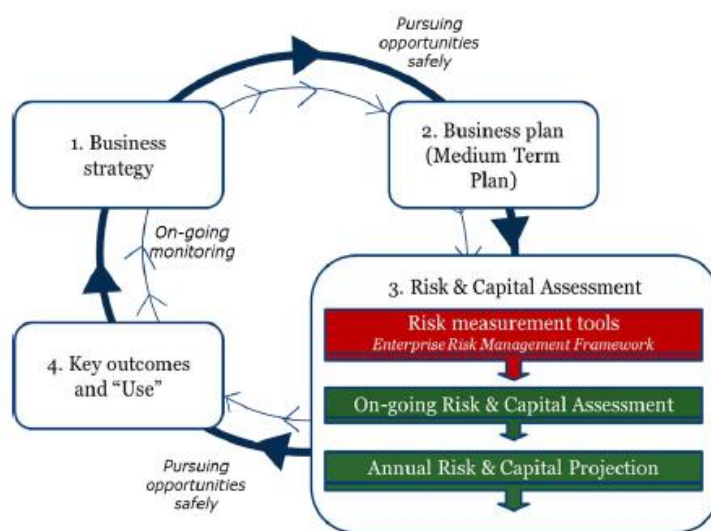 Pursuing
opportunities
safely
1. Business
strategy
2. Business plan
(Medium Term
Plan)
On-going
monitoring
3. Risk & Capital Assessment
Risk measurement tools
Enterprise Risk Management Framework
4. Key outcomes
and “Use”
On-going Risk & Capital Assessment
Annual Risk & Capital Projection
Pursuing
opportunities
safely